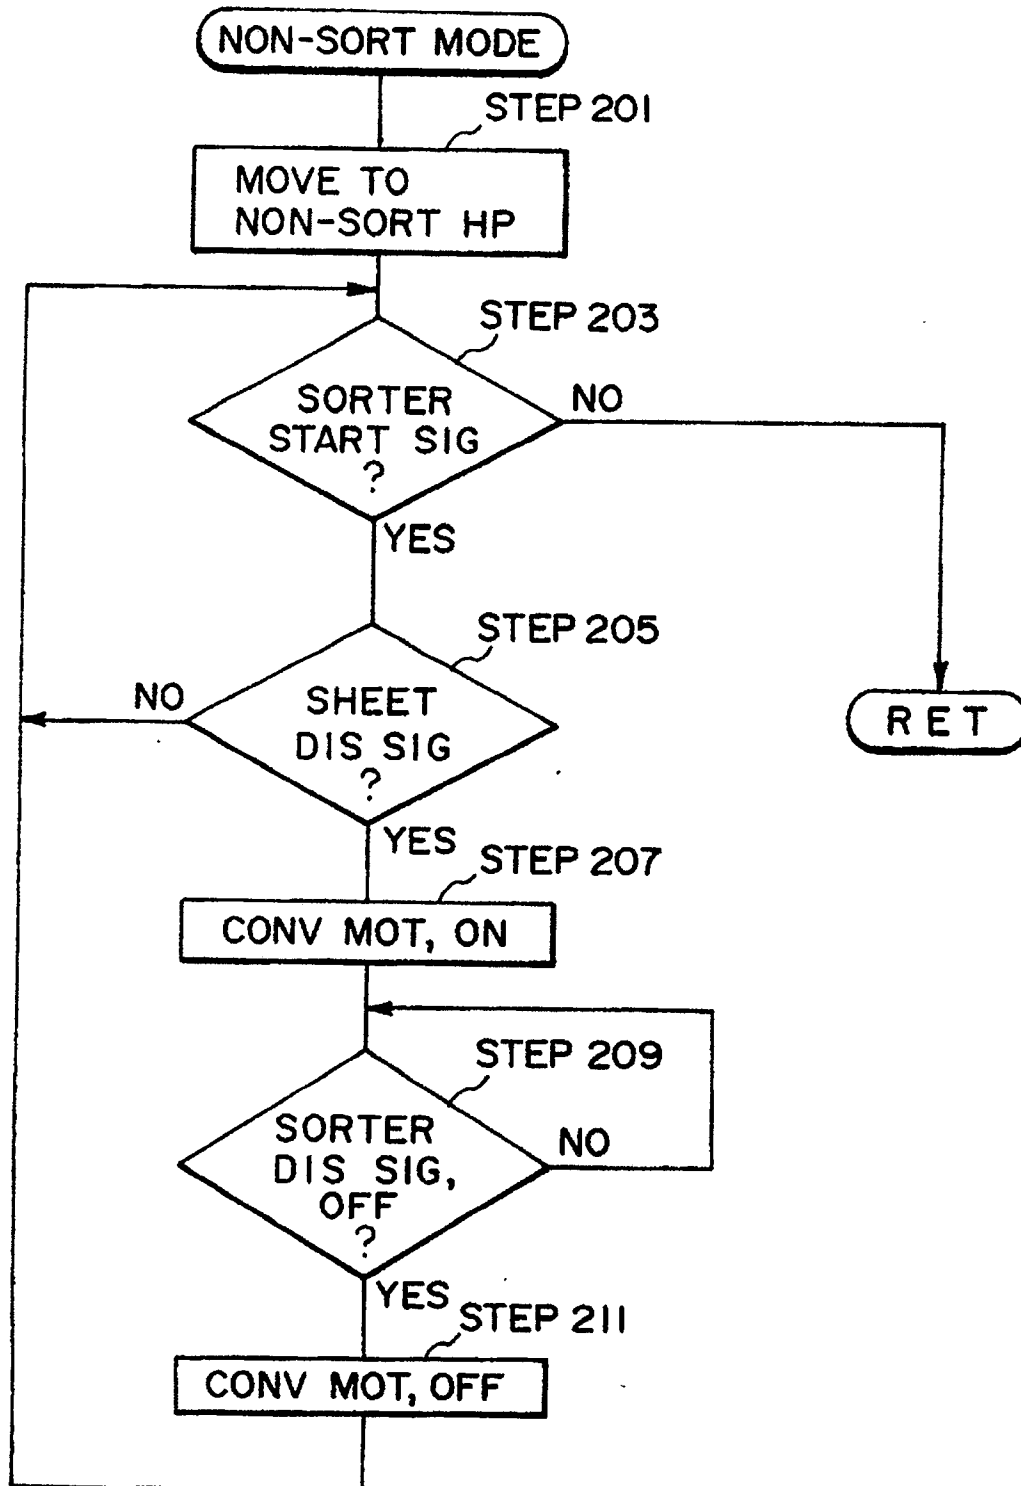 NON-SORT MODE
STEP 201
MOVE TO
NON-SORT HP
STEP 203
SORTER
START SIG
?
NO
YES
STEP 205
NO
SHEET
DIS SIG
?
RET
YES
STEP 207
CONV MOT, ON
STEP 209
SORTER
DIS SIG,
OFF
?
NO
YES
STEP 211
CONV MOT, OFF